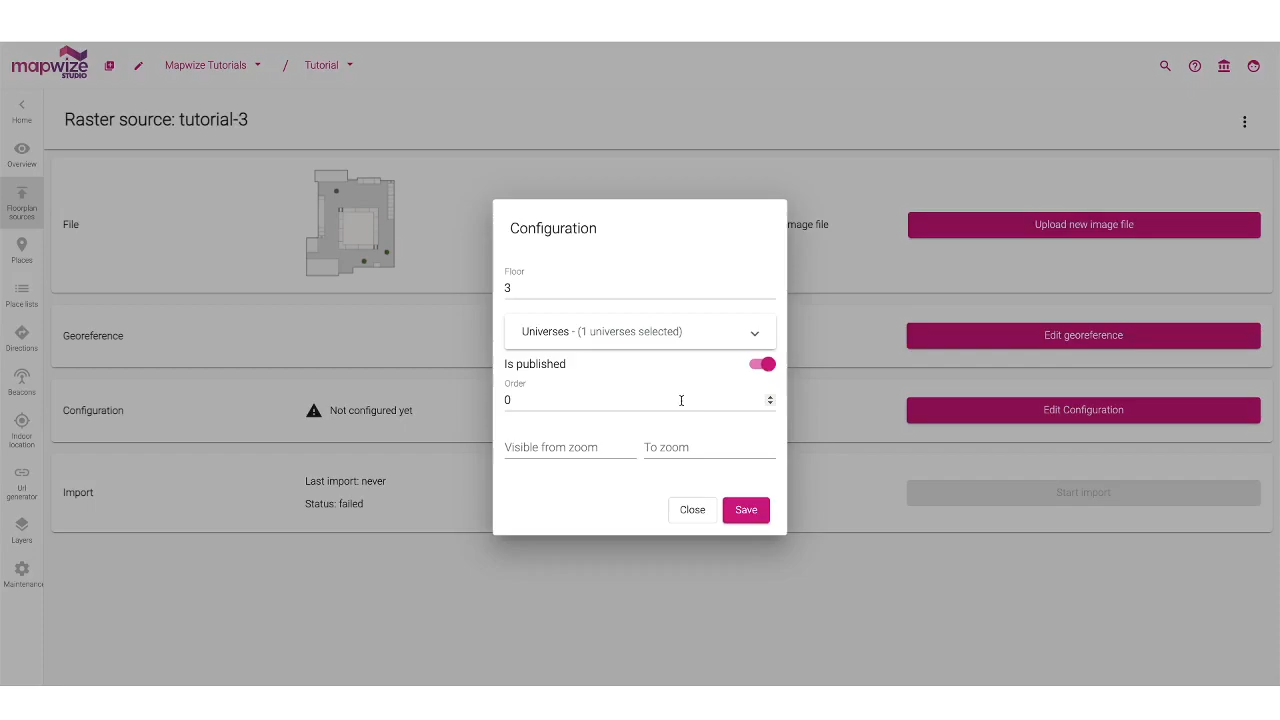 mapwize
STUDIO
Mapwize Tutorials / Tutorial
Home
Overview
Floorplan
sources
Places
Place lists
Directions
Beacons
Indoor
location
Url
generator
Layers
Maintenance
Raster source: tutorial-3
File
mage file
Upload new image file
Georeference
Edit georeference
Configuration
Not configured yet
Edit Configuration
Import
Last import: never
Status: failed
Start import
Configuration
Floor
3
Universes - (1 universes selected)
Is published
Order
0
Visible from zoom
To zoom
Close
Save